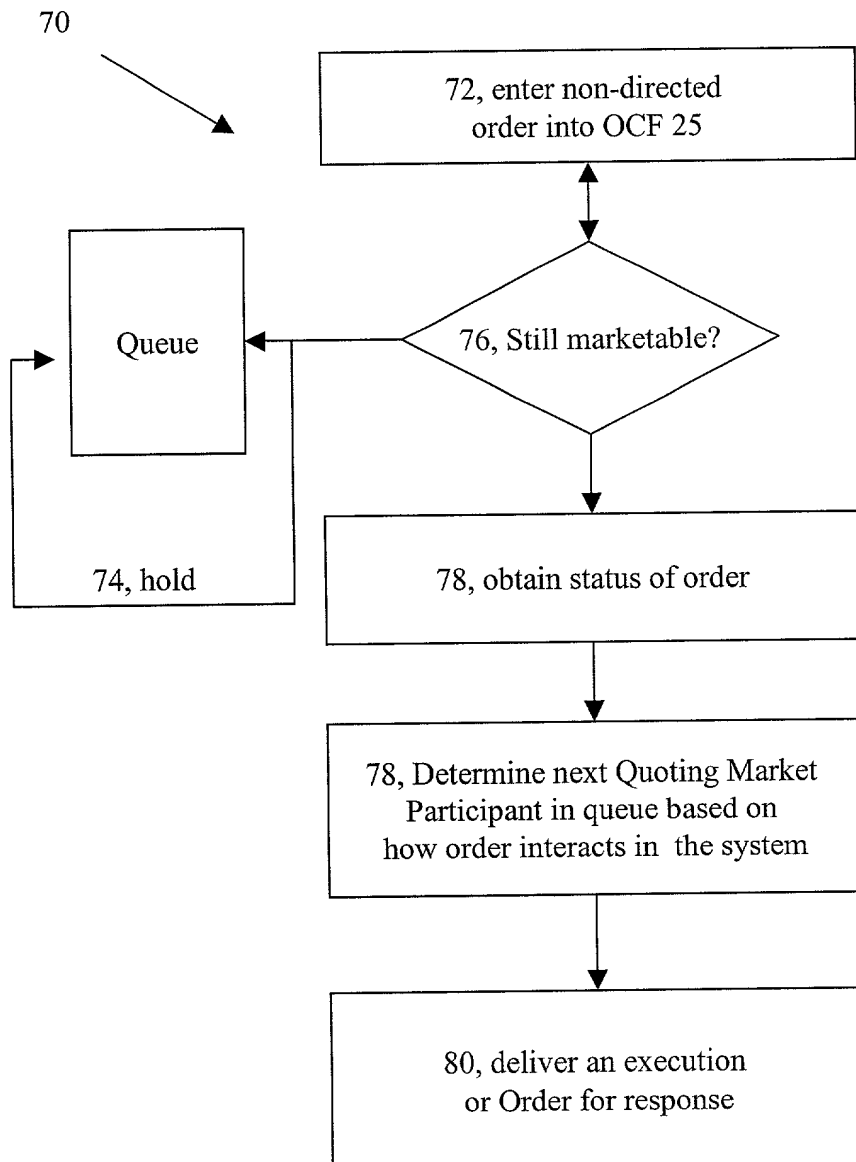 70
72, enter non-directed
order into OCF 25
Queue
76, Still marketable?
74, hold
78, obtain status of order
78, Determine next Quoting Market
Participant in queue based on
how order interacts in the system
80, deliver an execution
or Order for response